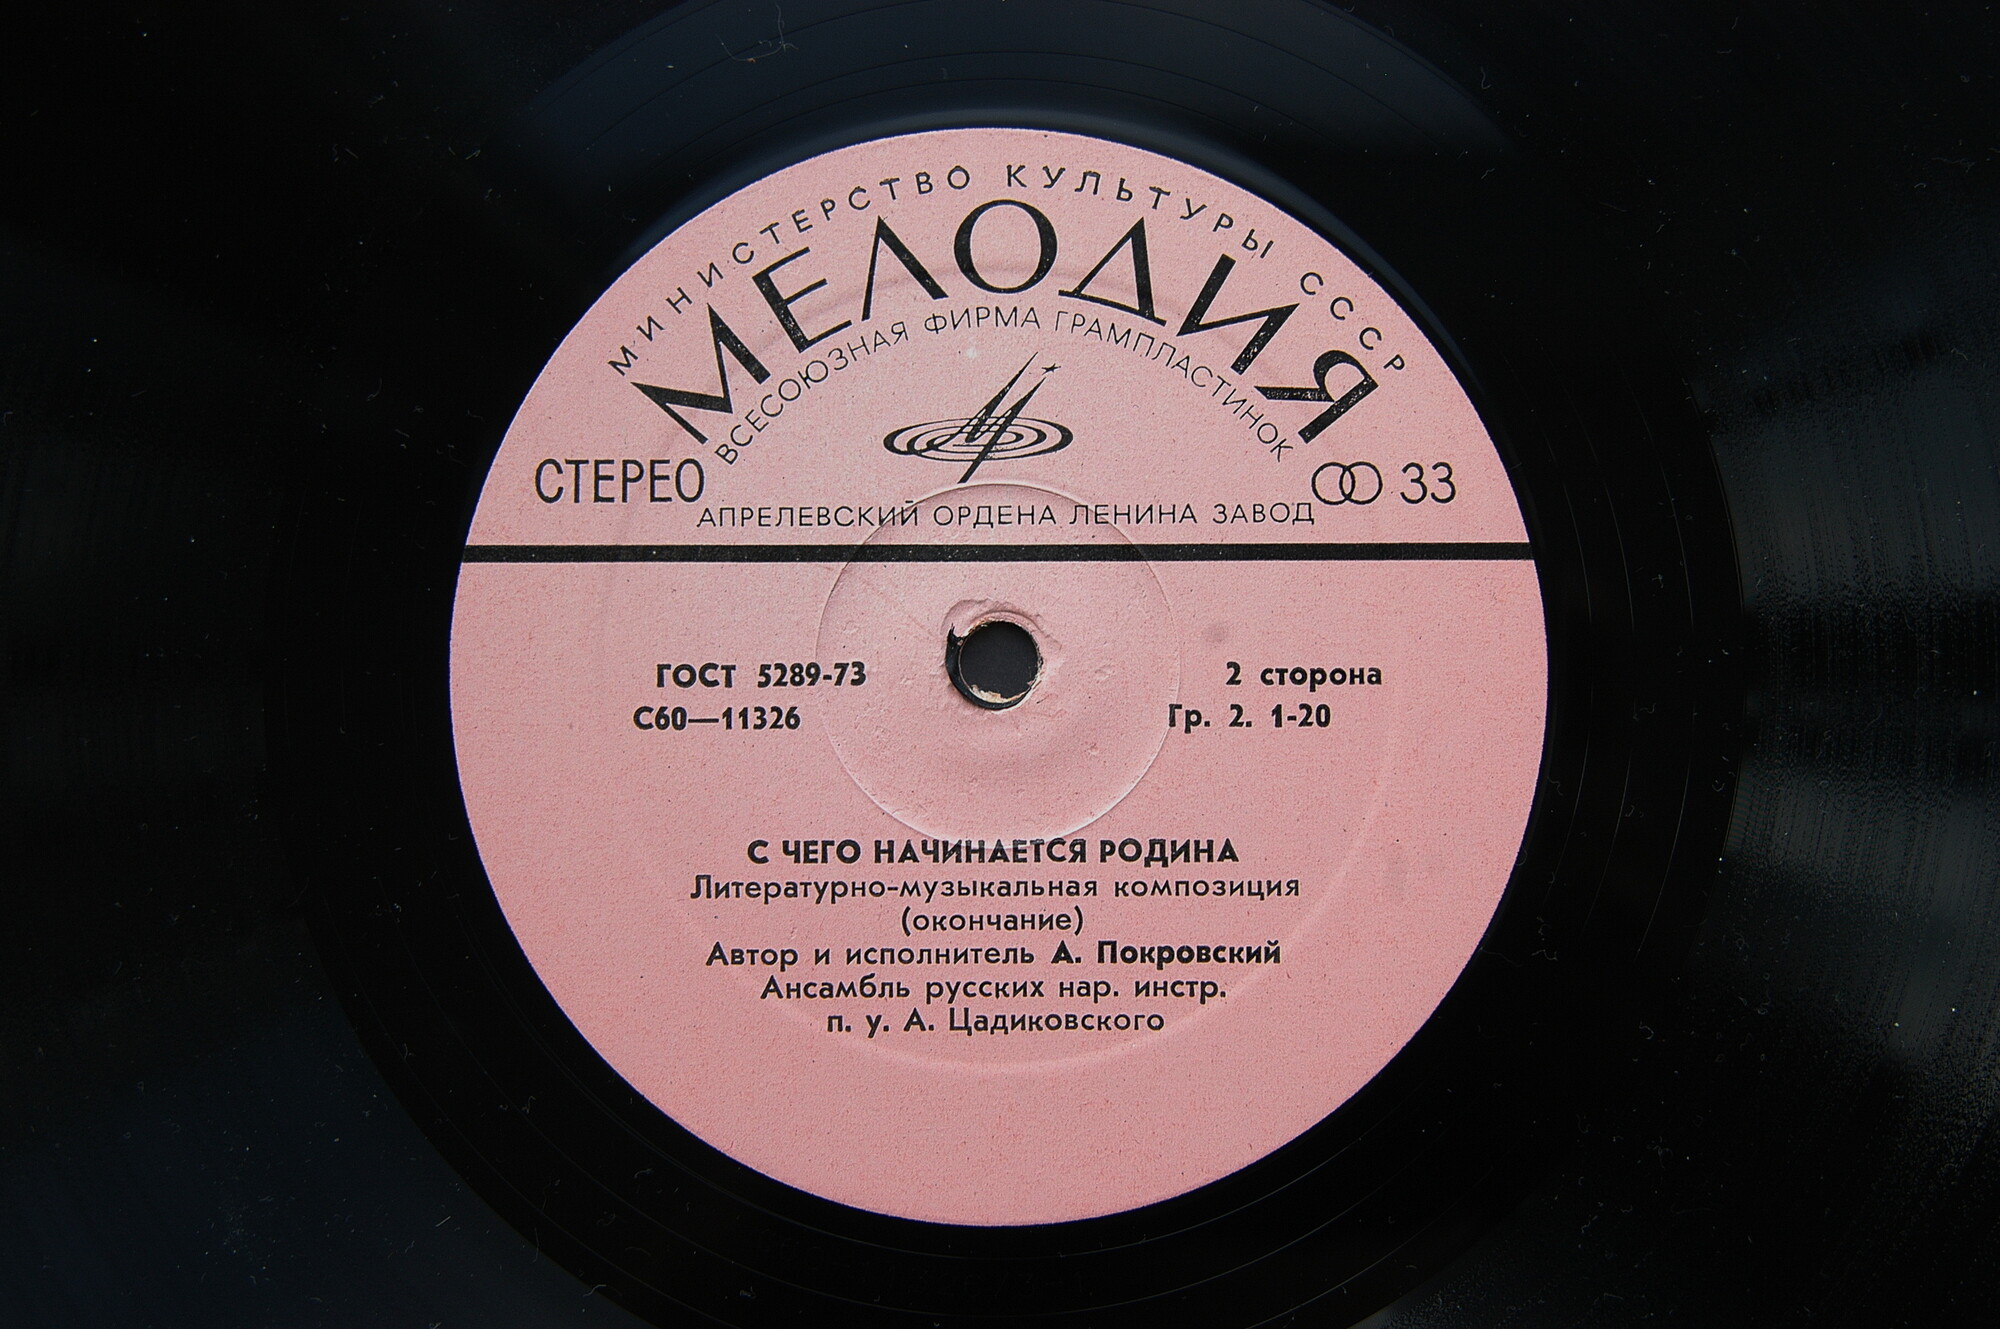 МИНИСТЕРСТВО КУЛЬТУРЫ СССР
МЕЛОДИЯ
ВСЕСОЮЗНАЯ ФИРМА ГРАМПЛАСТИНОК
СТЕРЕО
33
АПРЕЛЕВСКИЙ ОРДЕНА ЛЕНИНА ЗАВОД
ГОСТ 5289-73
2 сторона
С60—11326
Гр. 2. 1-20
С ЧЕГО НАЧИНАЕТСЯ РОДИНА
Литературно-музыкальная композиция
(окончание)
Автор и исполнитель А. Покровский
Ансамбль русских нар. инстр.
п. у. А. Цадиковского